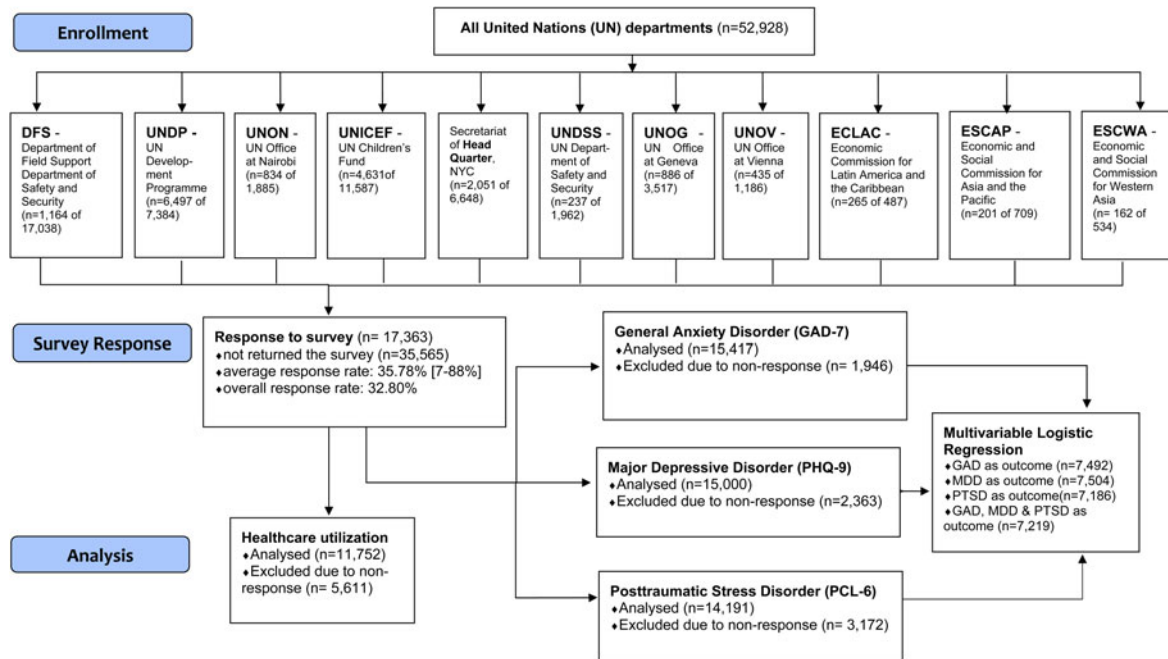 Enrollment
All United Nations (UN) departments (n=52,928)
DFS -
Department of
Field Support
Department of
Safety and
Security
(n=1,164 of
17,038)
UNDP -
UN
Develop-
ment
Programme
(n=6,497 of
7,384)
UNON -
UN Office
at Nairobi
(n=834 of
1,885)
UNICEF -
UN Children's
Fund
(n=4,631of
11,587)
Secretariat
of Head
Quarter,
NYC
(n=2,051 of
6,648)
UNDSS -
UN Depart-
ment of
Safety and
Security
(n=237 of
1,962)
UNOG -
UN Office
at Geneva
(n=886 of
3,517)
UNOV -
UN Office
at Vienna
(n=435 of
1,186)
ECLAC -
Economic
Commission for
Latin America
and the
Caribbean
(n=265 of 487)
ESCAP -
Economic and
Social
Commission for
Asia and the
Pacific
(n=201 of 709)
ESCWA -
Economic
and Social
Commission
for Western
Asia
(n= 162 of
534)
Survey Response
Response to survey (n= 17,363)
♦not returned the survey (n=35,565)
♦average response rate: 35.78% [7-88%]
♦overall response rate: 32.80%
General Anxiety Disorder (GAD-7)
♦Analysed (n=15,417)
♦Excluded due to non-response (n= 1,946)
Major Depressive Disorder (PHQ-9)
♦Analysed (n=15,000)
♦Excluded due to non-response (n=2,363)
Multivariable Logistic
Regression
♦GAD as outcome (n=7,492)
♦MDD as outcome (n=7,504)
♦PTSD as outcome(n=7,186)
♦GAD, MDD & PTSD as
outcome (n=7,219)
Analysis
Healthcare utilization
♦Analysed (n=11,752)
♦Excluded due to non-
response (n= 5,611)
Posttraumatic Stress Disorder (PCL-6)
♦Analysed (n=14,191)
♦Excluded due to non-response (n= 3,172)